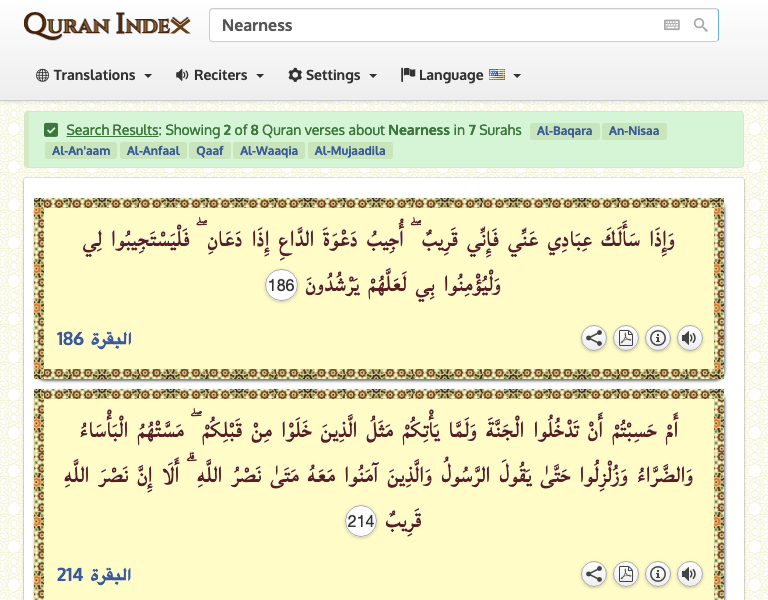 QURAN INDEX
Nearness
Translations Reciters Settings Language
Search Results: Showing 2 of 8 Quran verses about Nearness in 7 Surahs Al-Baqara An-Nisaa
Al-An'aam Al-Anfaal Qaaf Al-Waaqia Al-Mujaadila
وَإِذَا سَأَلَكَ عِبَادِي عَنِّي فَإِنِّي قَرِيبٌ ۖ أُجِيبُ دَعْوَةَ الدَّاعِ إِذَا دَعَانِ ۖ فَلْيَسْتَجِيبُوا لِي
وَلْيُؤْمِنُوا بِي لَعَلَّهُمْ يَرْشُدُونَ 186
البقرة 186
أَمْ حَسِبْتُمْ أَنْ تَدْخُلُوا الْجَنَّةَ وَلَمَّا يَأْتِكُمْ مَثَلُ الَّذِينَ خَلَوْا مِنْ قَبْلِكُمْ ۖ مَسَّتْهُمُ الْبَأْسَاءُ
وَالضَّرَّاءُ وَزُلْزِلُوا حَتَّىٰ يَقُولَ الرَّسُولُ وَالَّذِينَ آمَنُوا مَعَهُ مَتَىٰ نَصْرُ اللَّهِ ۗ أَلَا إِنَّ نَصْرَ اللَّهِ
قَرِيبٌ 214
البقرة 214